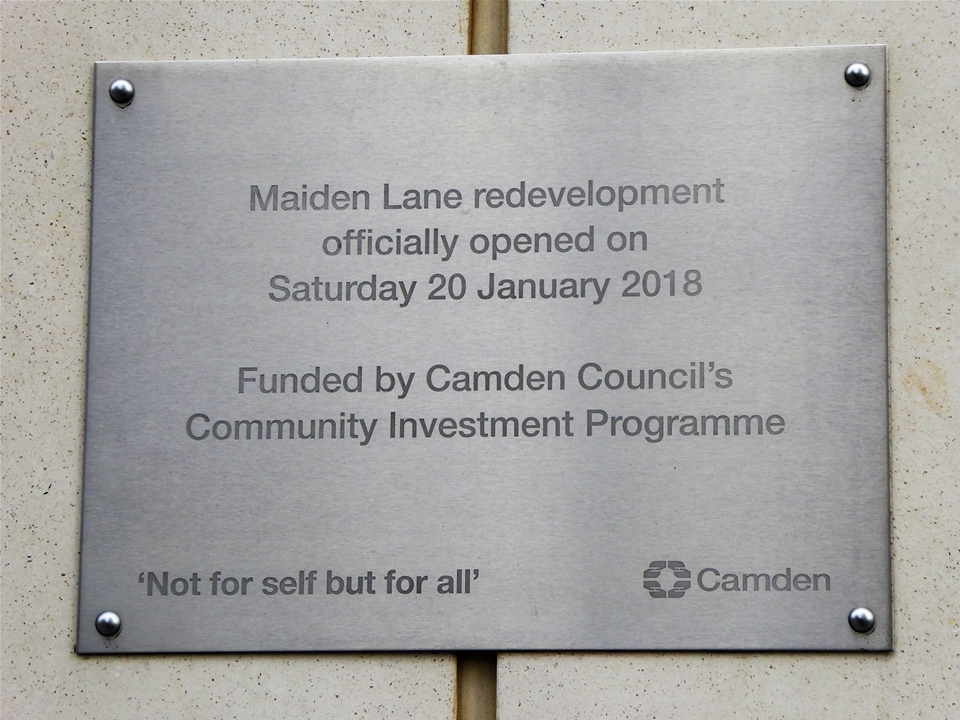 Maiden Lane redevelopment
officially opened on
Saturday 20 January 2018
Funded by Camden Council’s
Community Investment Programme
‘Not for self but for all’
Camden